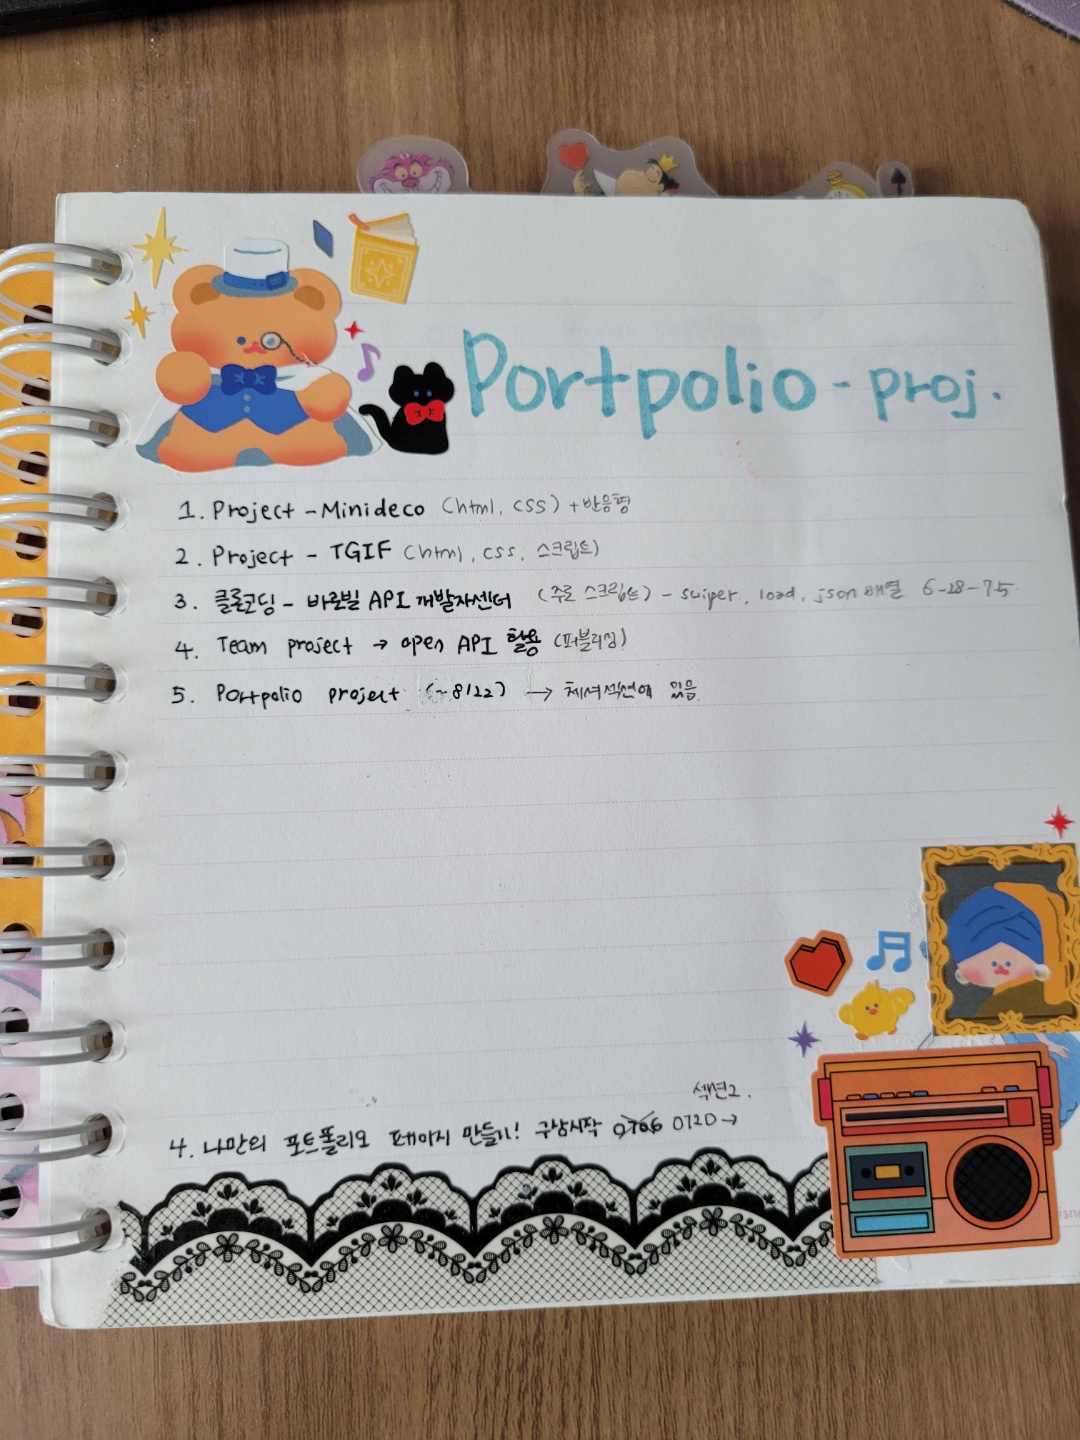 Portpolio - proj.
1. Project - Minideco (html, css) +반응형
2. Project - TGIF (html, css, 스크립트)
3. 클론코딩 - 바로빌 API 개발자센터 (주로 스크립트) - swiper, load, json 배열 6-28-75
4. Team project → open API 활용 (퍼블리싱)
5. Portpolio project (~8/22) → 체셔섹션에 있음.
섹션2.
4. 나만의 포트폴리오 페이지 만들기! 구상시작 0720→